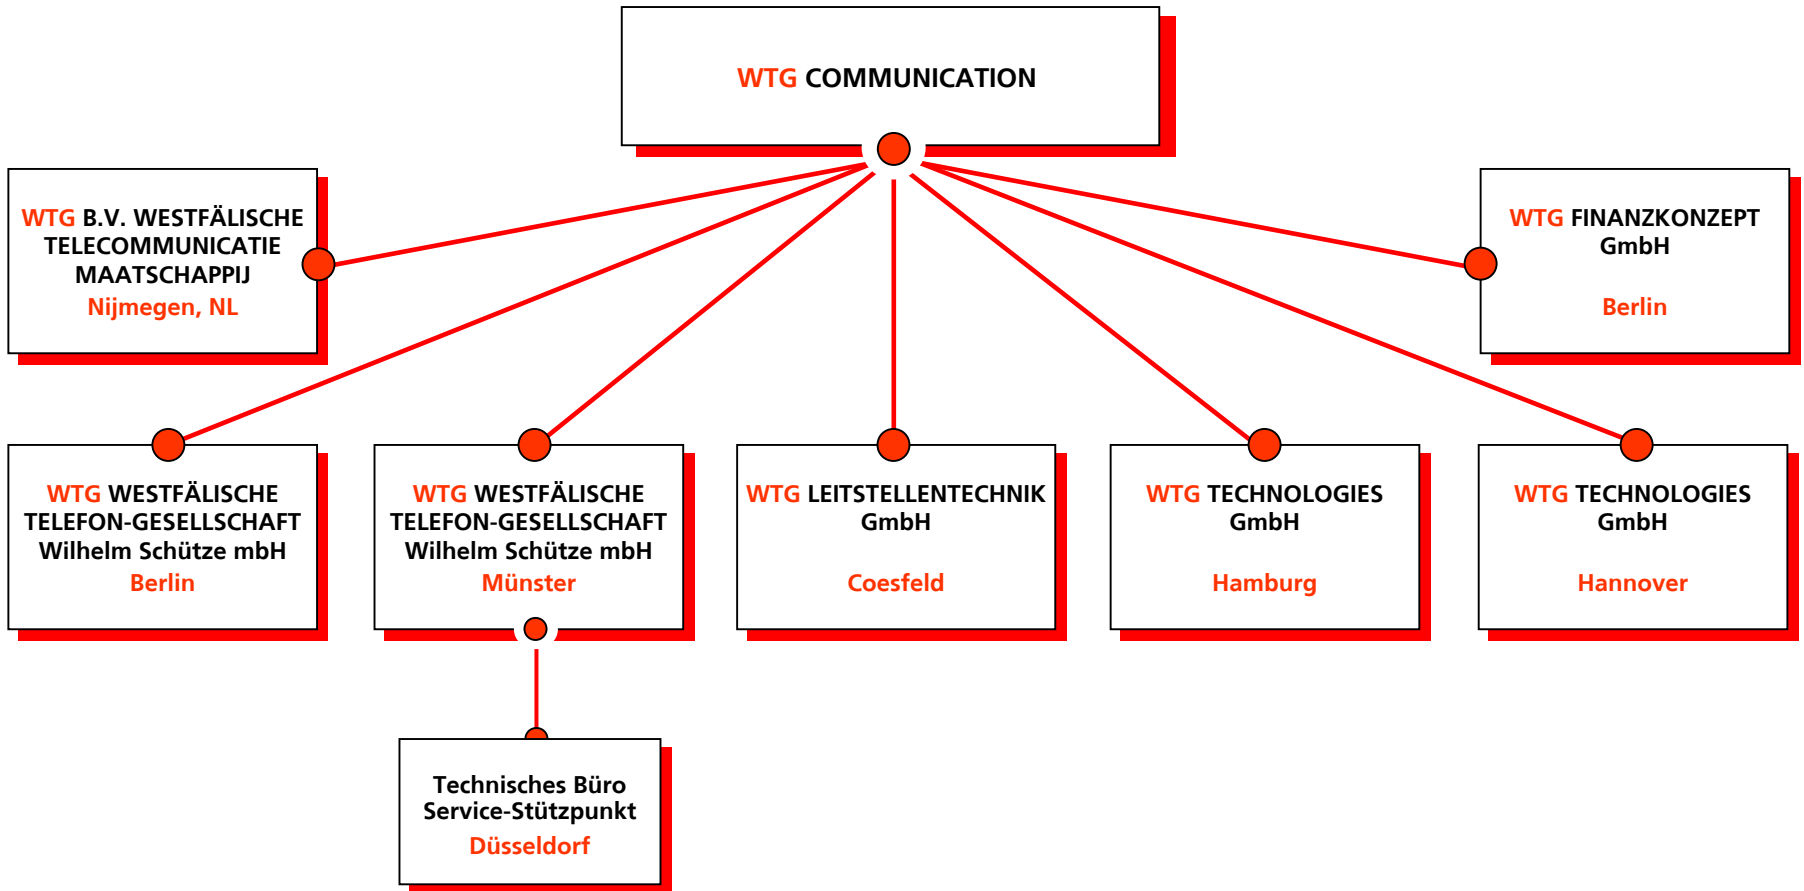 WTG COMMUNICATION
WTG B.V. WESTFÄLISCHE
TELECOMMUNICATIE
MAATSCHAPPIJ
Nijmegen, NL
WTG FINANZKONZEPT
GmbH
Berlin
WTG WESTFÄLISCHE
TELEFON-GESELLSCHAFT
Wilhelm Schütze mbH
Berlin
WTG WESTFÄLISCHE
TELEFON-GESELLSCHAFT
Wilhelm Schütze mbH
Münster
WTG LEITSTELLENTECHNIK
GmbH
Coesfeld
WTG TECHNOLOGIES
GmbH
Hamburg
WTG TECHNOLOGIES
GmbH
Hannover
Technisches Büro
Service-Stützpunkt
Düsseldorf